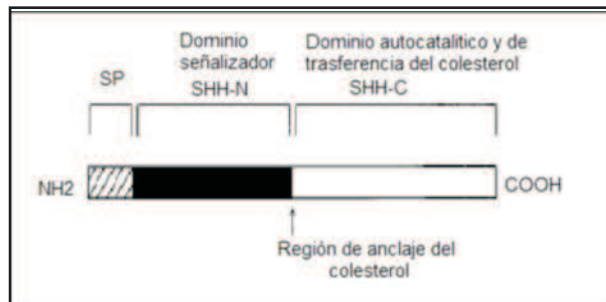 Dominio
señalizador
SHH-N
Dominio autocatalitico y de
trasferencia del colesterol
SHH-C
SP
NH2
COOH
Región de anclaje del
colesterol